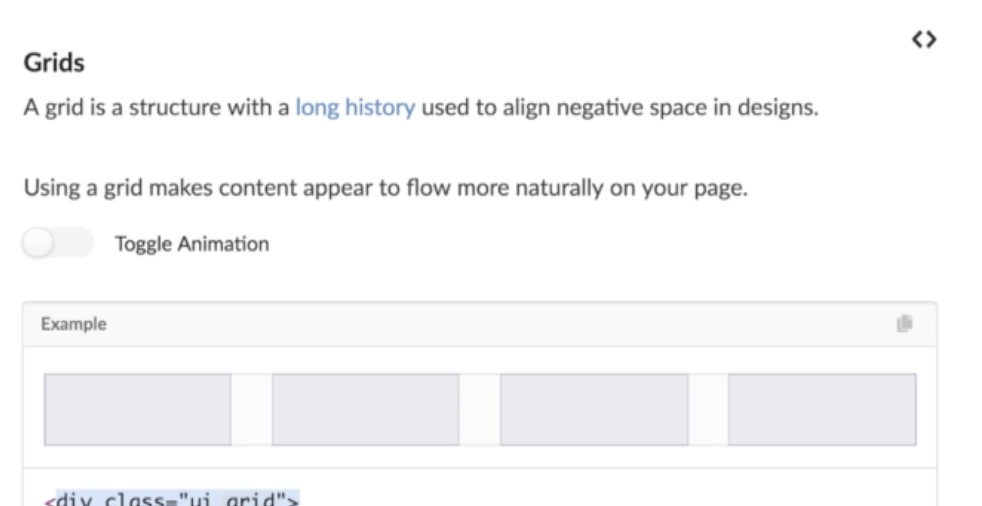 <>
Grids
A grid is a structure with a long history used to align negative space in designs.
Using a grid makes content appear to flow more naturally on your page.
Toggle Animation
Example
<div class="ui grid">